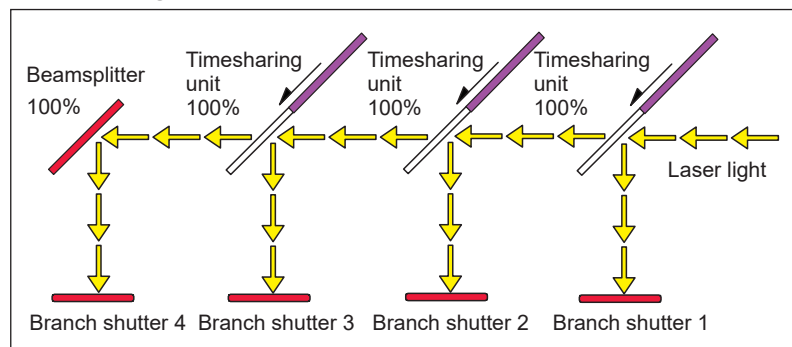 Beamsplitter
100%
Timesharing
unit
100%
Timesharing
unit
100%
Timesharing
unit
100%
Laser light
Branch shutter 4
Branch shutter 3
Branch shutter 2
Branch shutter 1